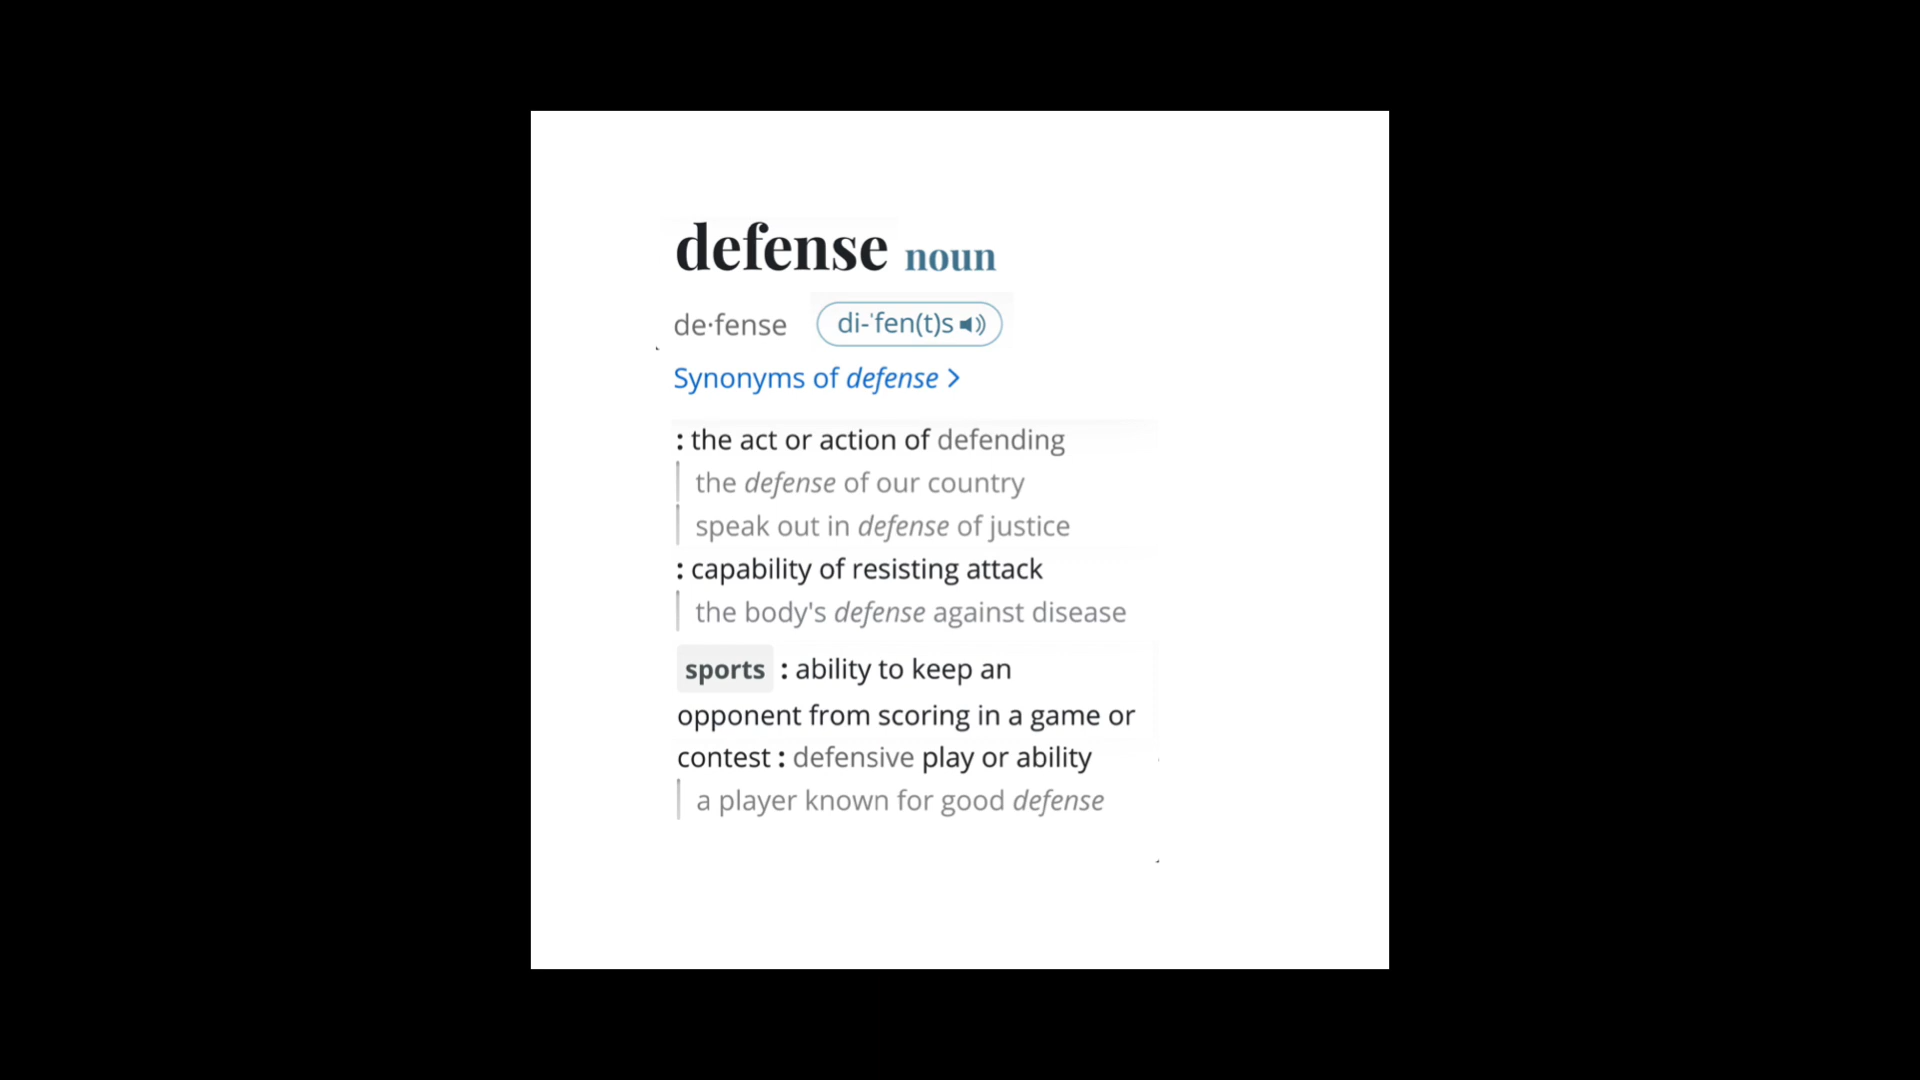 defense noun
de·fense di-ˈfen(t)s
Synonyms of defense >
: the act or action of defending
the defense of our country
speak out in defense of justice
: capability of resisting attack
the body's defense against disease
sports : ability to keep an
opponent from scoring in a game or
contest : defensive play or ability
a player known for good defense